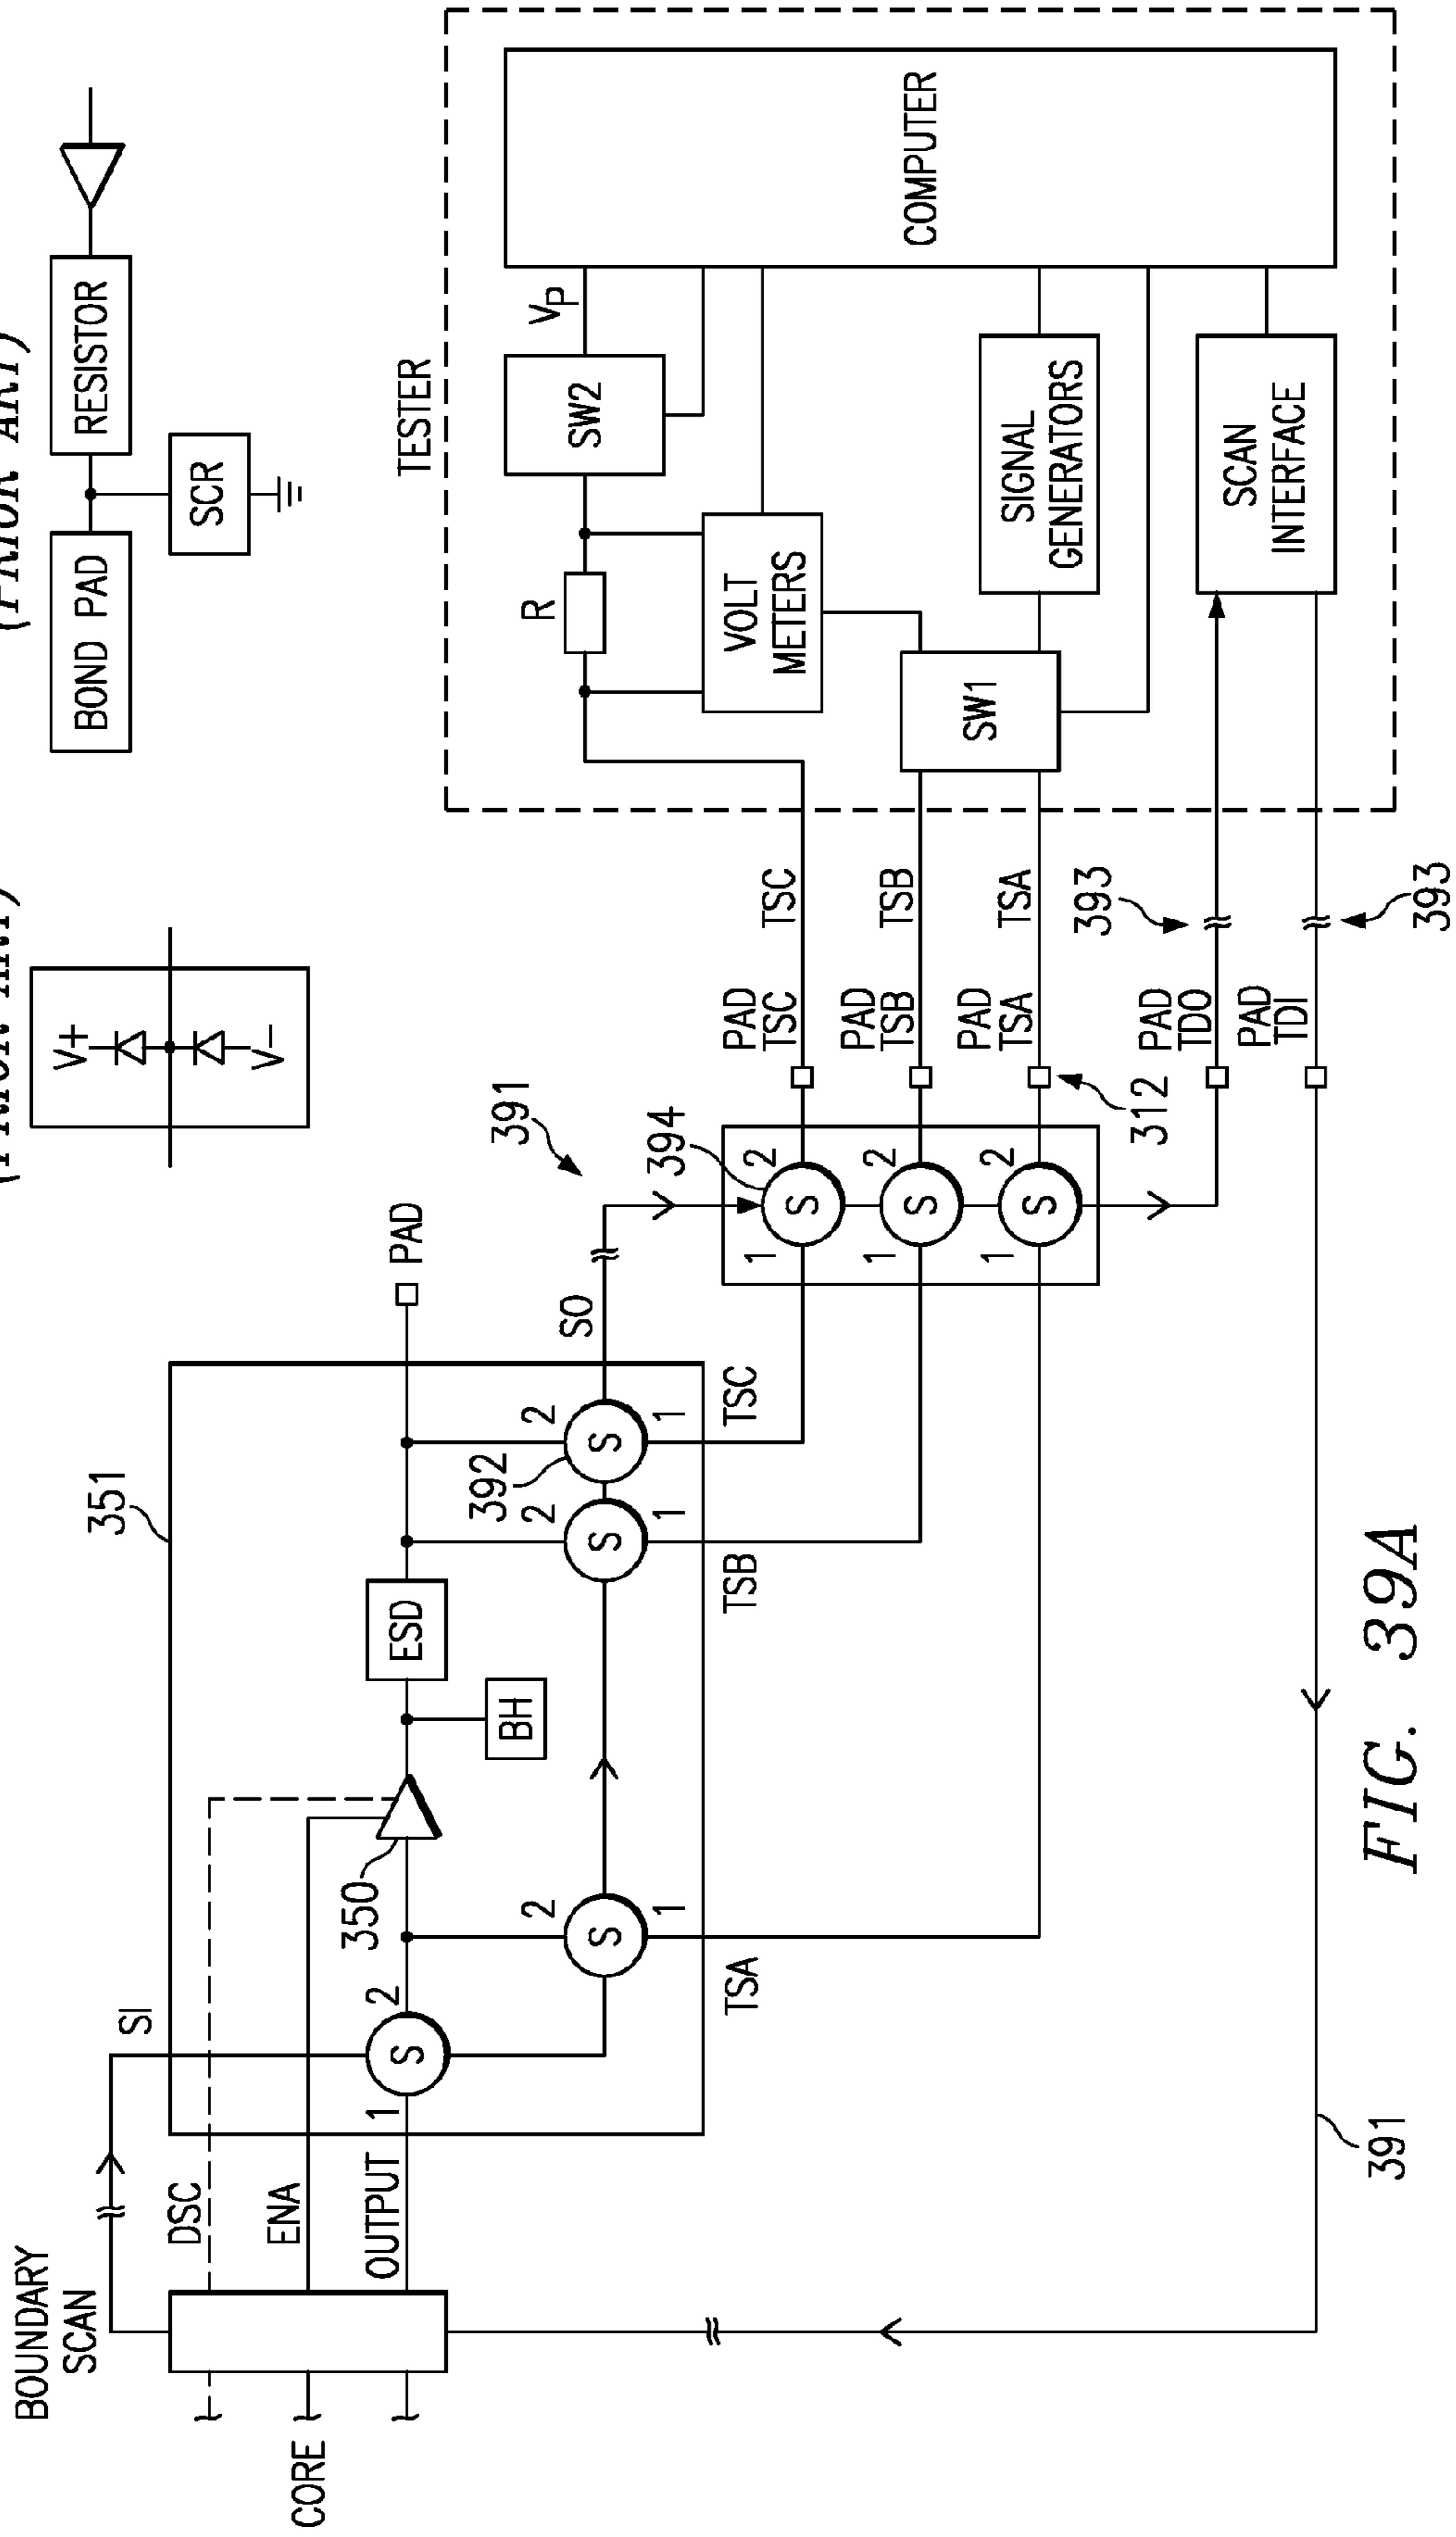 (PRIOR ART)
(PRIOR ART)
V+
V–
BOND PAD
RESISTOR
SCR
BOUNDARY
SCAN
CORE
DSC
ENA
OUTPUT
SI
351
1
S
2
350
BH
ESD
PAD
2
S
1
TSA
2
S
1
TSB
392
2
S
1
TSC
SO
391
394
1
S
2
1
S
2
1
S
2
312
PAD
TSC
PAD
TSB
PAD
TSA
PAD
TDO
PAD
TDI
TSC
TSB
TSA
393
393
391
TESTER
R
SW2
VP
VOLT
METERS
SW1
SIGNAL
GENERATORS
SCAN
INTERFACE
COMPUTER
FIG. 39A